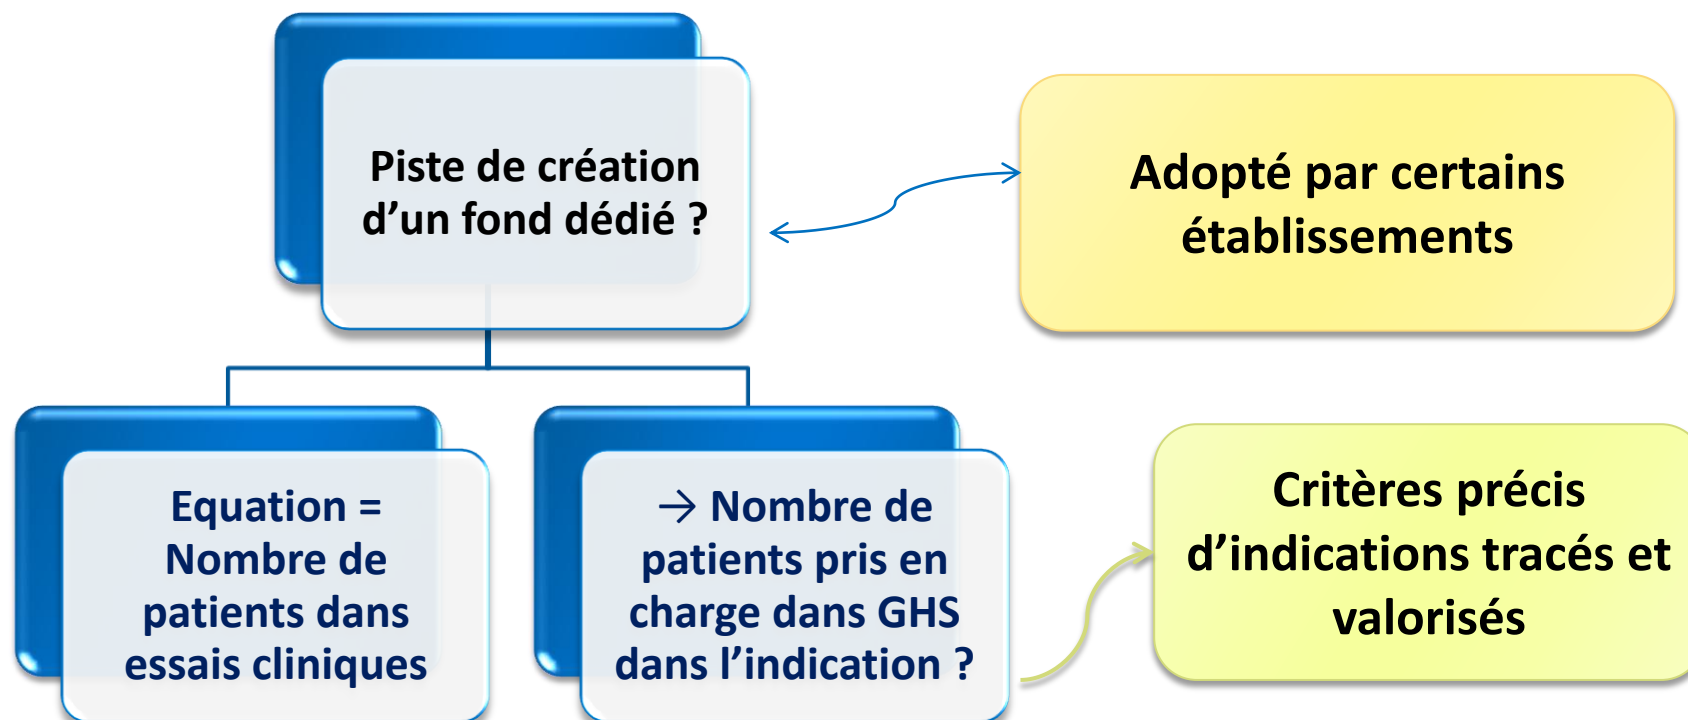 Piste de création
d’un fond dédié ?
Adopté par certains
établissements
Equation =
Nombre de
patients dans
essais cliniques
→ Nombre de
patients pris en
charge dans GHS
dans l’indication ?
Critères précis
d’indications tracés et
valorisés